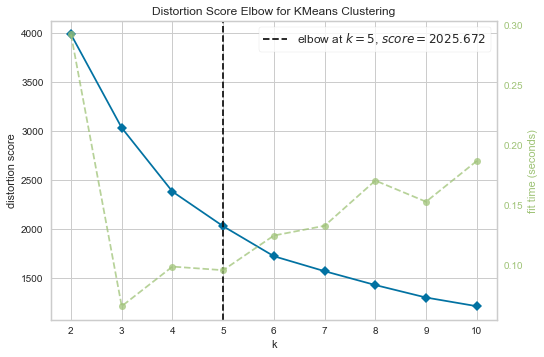 Distortion Score Elbow for KMeans Clustering
elbow at k = 5, score = 2025.672
distortion score
4000
3500
3000
2500
2000
1500
0.30
0.25
0.20
0.15
0.10
fit time (seconds)
2 3 4 5 6 7 8 9 10
k